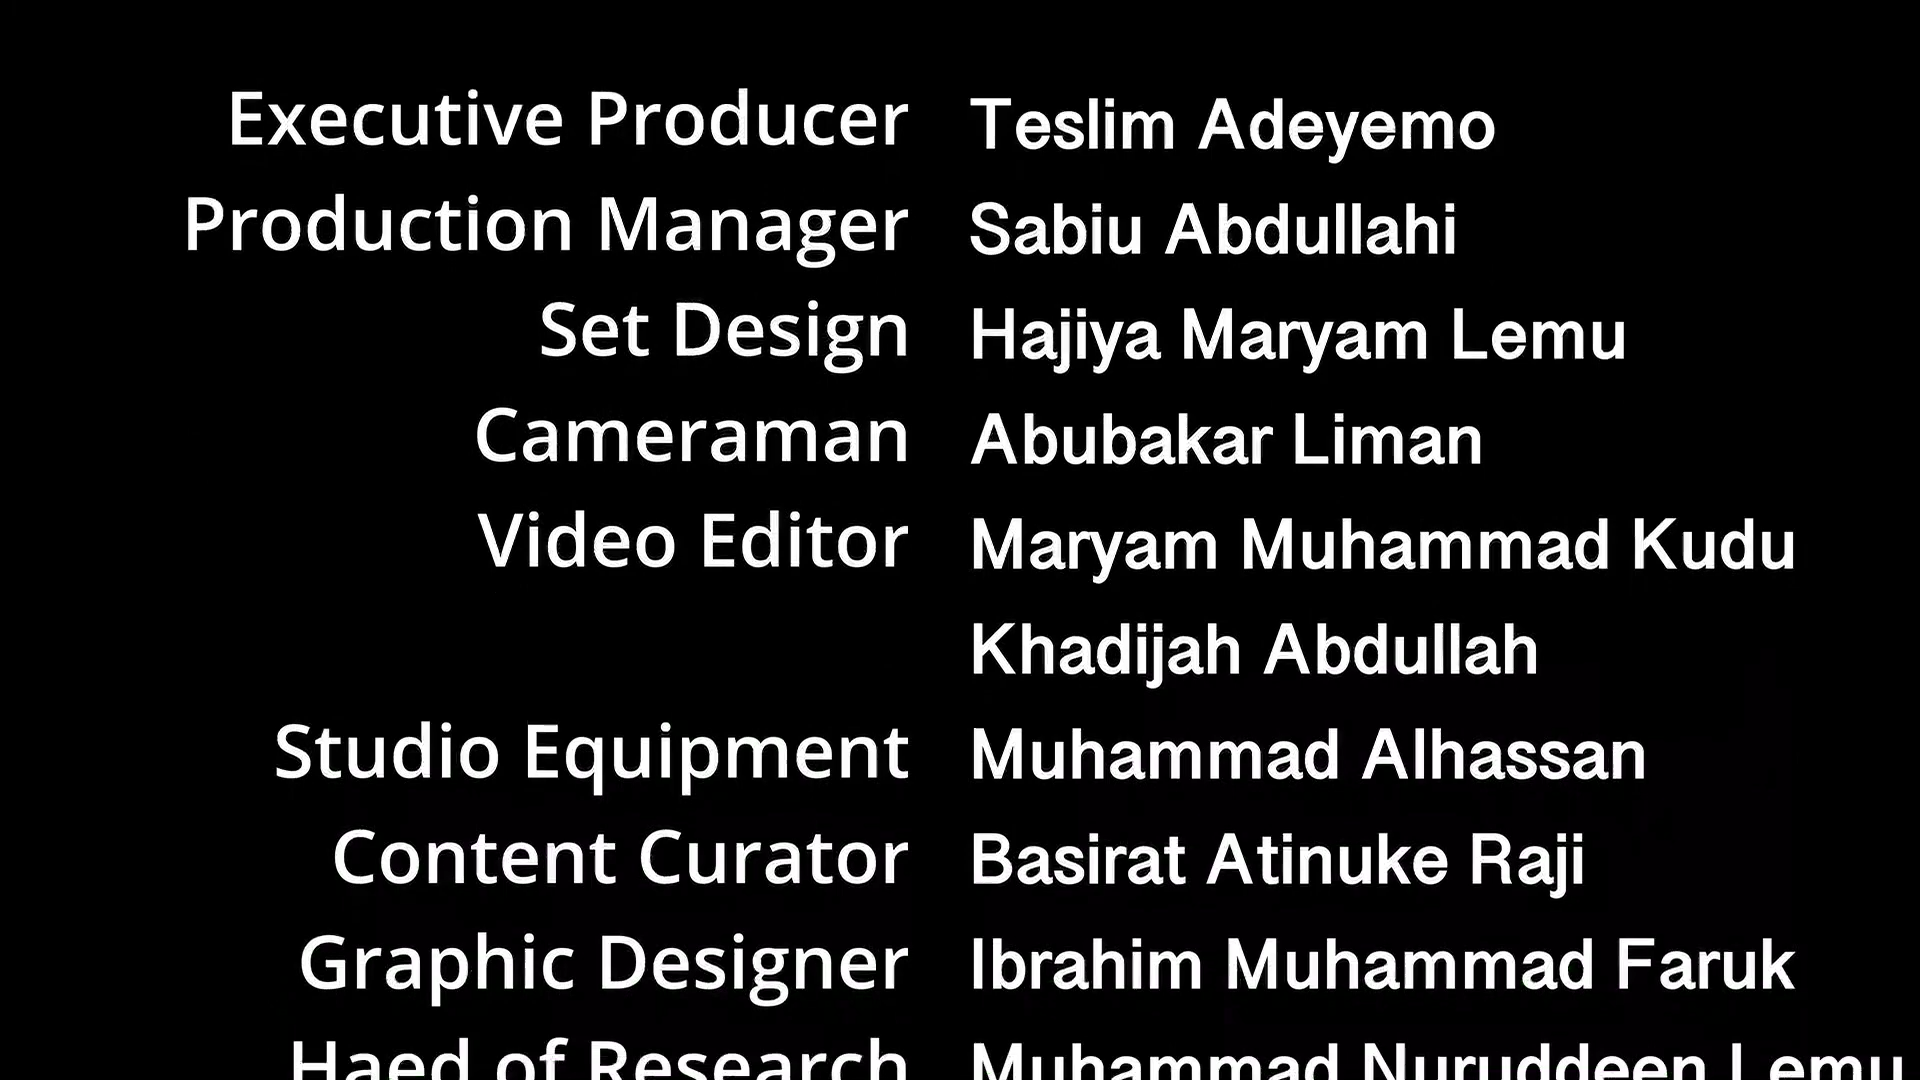 Executive Producer Teslim Adeyemo
Production Manager Sabiu Abdullahi
Set Design Hajiya Maryam Lemu
Cameraman Abubakar Liman
Video Editor Maryam Muhammad Kudu
Khadijah Abdullah
Studio Equipment Muhammad Alhassan
Content Curator Basirat Atinuke Raji
Graphic Designer Ibrahim Muhammad Faruk
Haed of Research Muhammad Nuruddeen Lemu